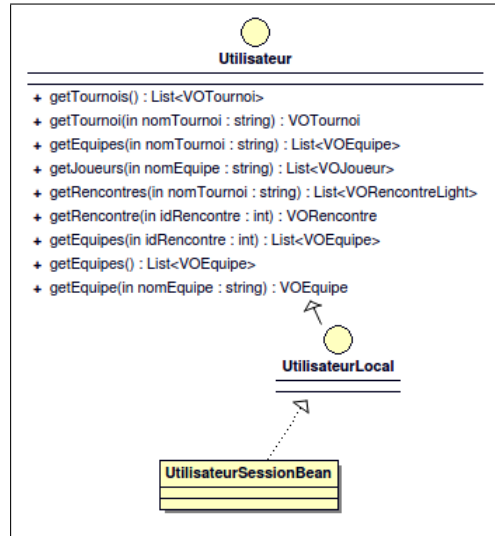 Utilisateur
+ getTournois() : List<VOTournoi>
+ getTournoi(in nomTournoi : string) : VOTournoi
+ getEquipes(in nomTournoi : string) : List<VOEquipe>
+ getJoueurs(in nomEquipe : string) : List<VOJoueur>
+ getRencontres(in nomTournoi : string) : List<VORencontreLight>
+ getRencontre(in idRencontre : int) : VORencontre
+ getEquipes(in idRencontre : int) : List<VOEquipe>
+ getEquipes() : List<VOEquipe>
+ getEquipe(in nomEquipe : string) : VOEquipe
UtilisateurLocal
UtilisateurSessionBean